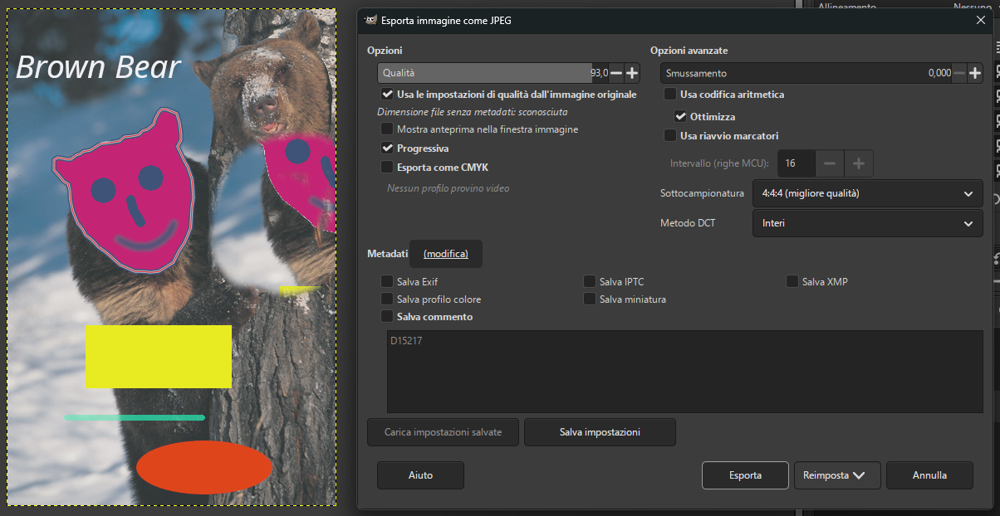 Allineamento
Nessuno
Esporta immagine come JPEG
Brown Bear
Opzioni
Qualità 93,0
Usa le impostazioni di qualità dall'immagine originale
Dimensione file senza metadati: sconosciuta
Mostra anteprima nella finestra immagine
Progressiva
Esporta come CMYK
Nessun profilo provino video
Opzioni avanzate
Smussamento 0,000
Usa codifica aritmetica
Ottimizza
Usa riavvio marcatori
Intervallo (righe MCU): 16
Sottocampionatura 4:4:4 (migliore qualità)
Metodo DCT Interi
Metadati (modifica)
Salva Exif Salva IPTC Salva XMP
Salva profilo colore Salva miniatura
Salva commento
D15217
Carica impostazioni salvate Salva impostazioni
Aiuto Esporta Reimposta Annulla